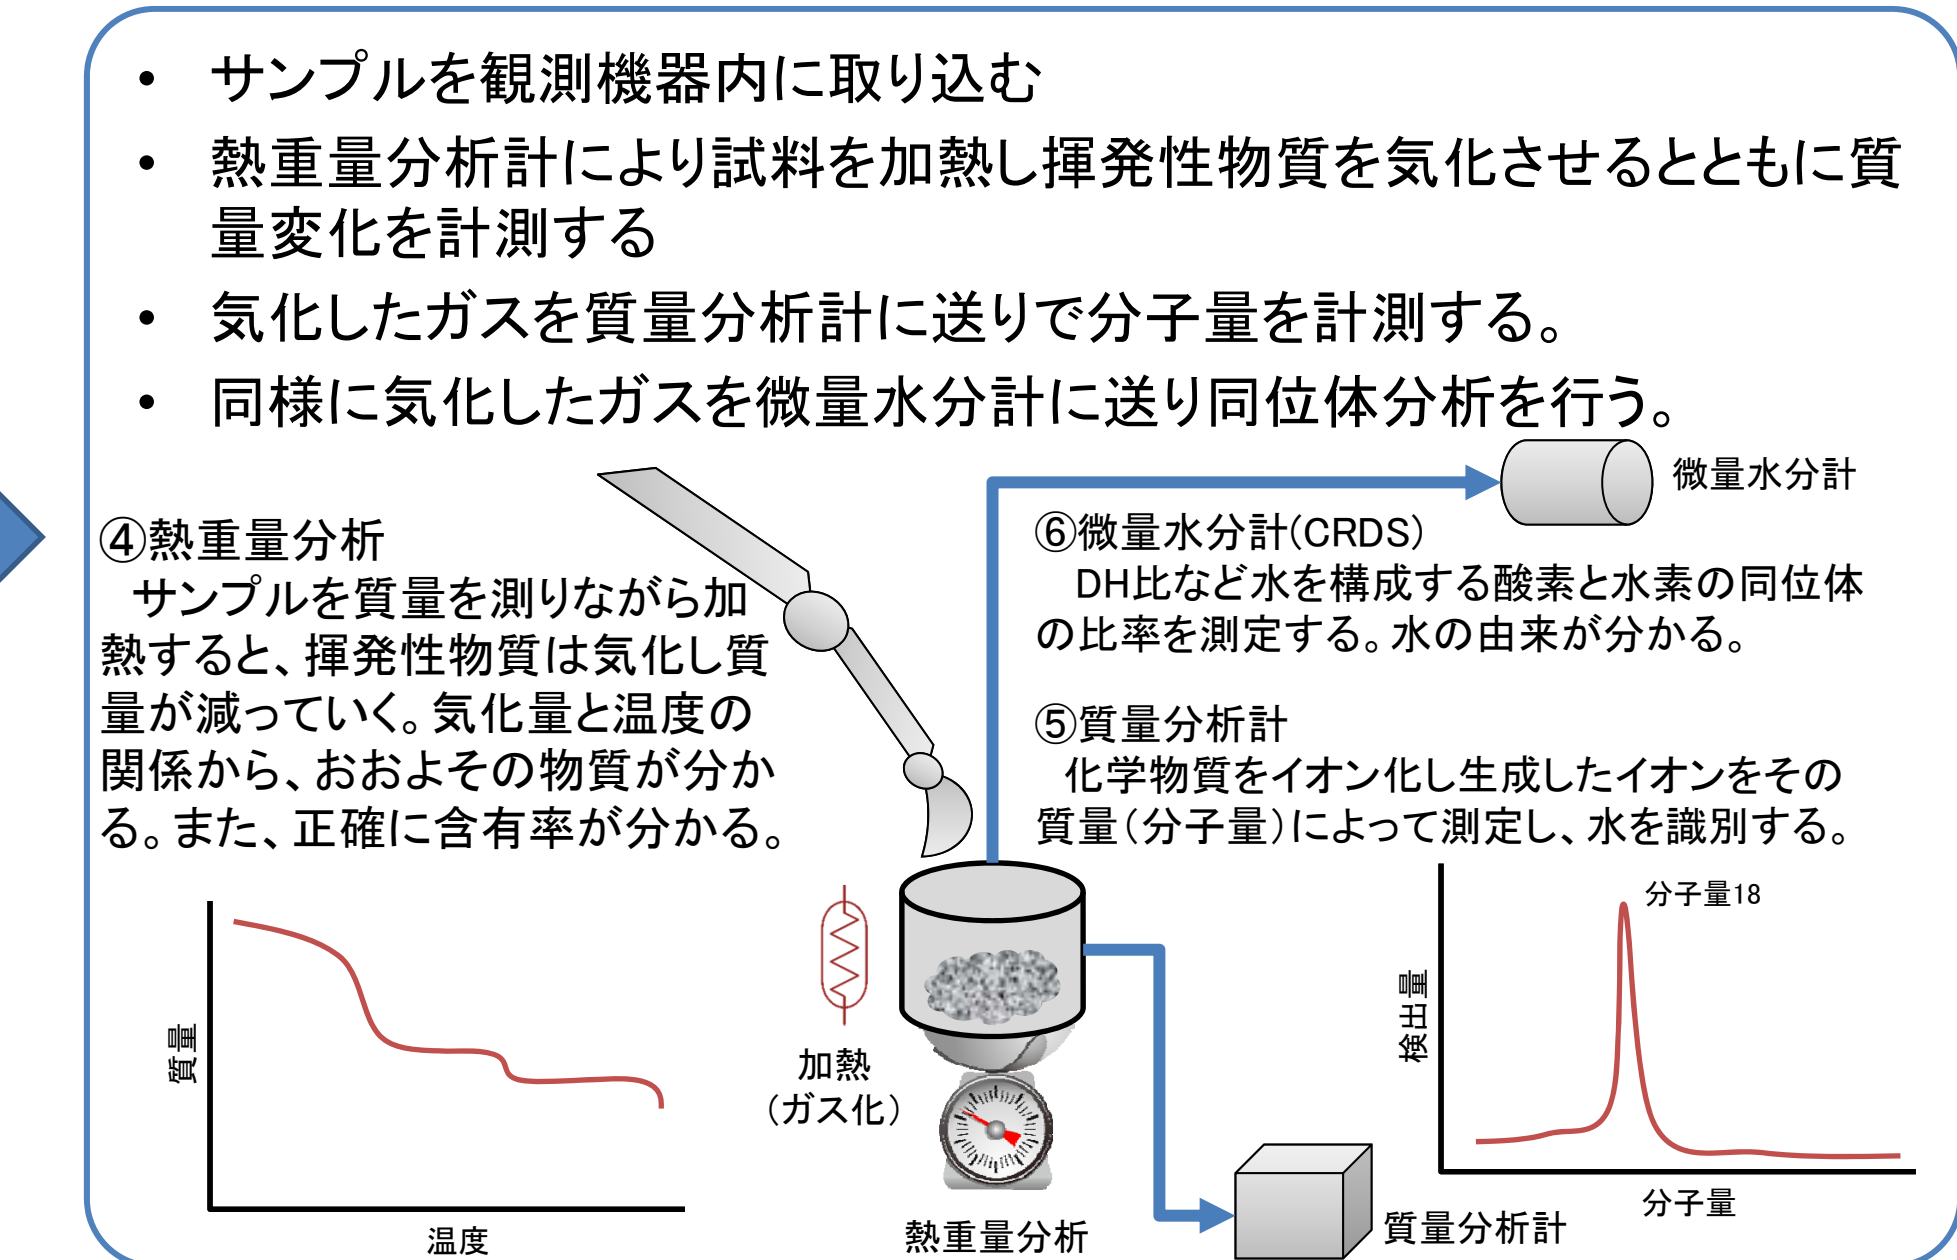 • サンプルを観測機器内に取り込む
• 熱重量分析計により試料を加熱し揮発性物質を気化させるとともに質
量変化を計測する
• 気化したガスを質量分析計に送りで分子量を計測する。
• 同様に気化したガスを微量水分計に送り同位体分析を行う。
微量水分計
④熱重量分析
サンプルを質量を測りながら加
熱すると、揮発性物質は気化し質
量が減っていく。気化量と温度の
関係から、おおよその物質が分か
る。また、正確に含有率が分かる。
⑥微量水分計(CRDS)
DH比など水を構成する酸素と水素の同位体
の比率を測定する。水の由来が分かる。
⑤質量分析計
化学物質をイオン化し生成したイオンをその
質量(分子量)によって測定し、水を識別する。
質量
温度
加熱
(ガス化)
熱重量分析
質量分析計
分子量18
検出量
分子量